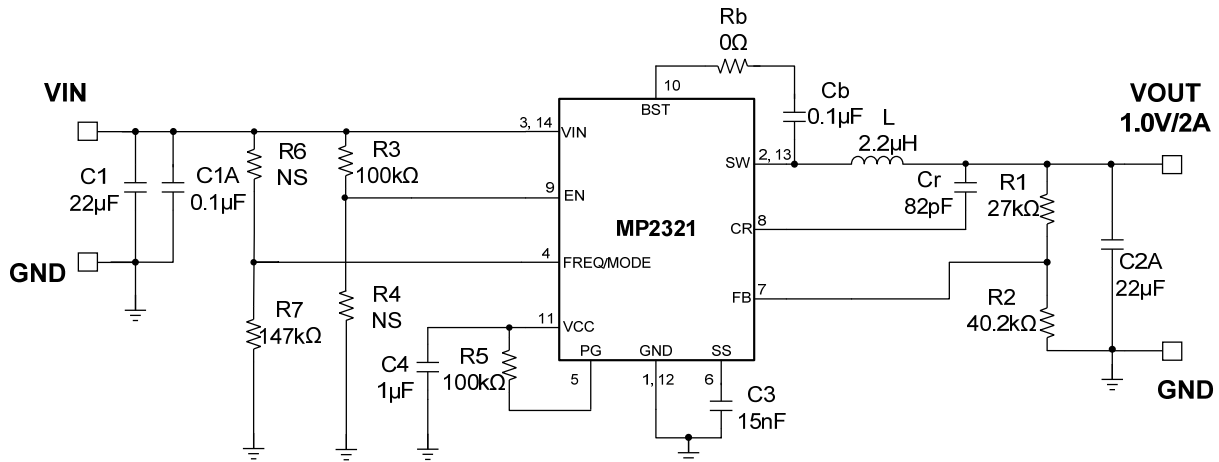 Rb
0Ω
10
BST
VIN
3, 14
VIN
Cb
0.1µF
L
2.2µH
VOUT
1.0V/2A
SW
2, 13
C1
22µF
C1A
0.1µF
R6
NS
R3
100kΩ
9
EN
Cr
82pF
R1
27kΩ
MP2321
CR
8
GND
4
FREQ/MODE
C2A
22µF
FB
7
R7
147kΩ
R4
NS
R2
40.2kΩ
11
VCC
C4
1µF
R5
100kΩ
PG
GND
SS
5
1, 12
6
C3
15nF
GND